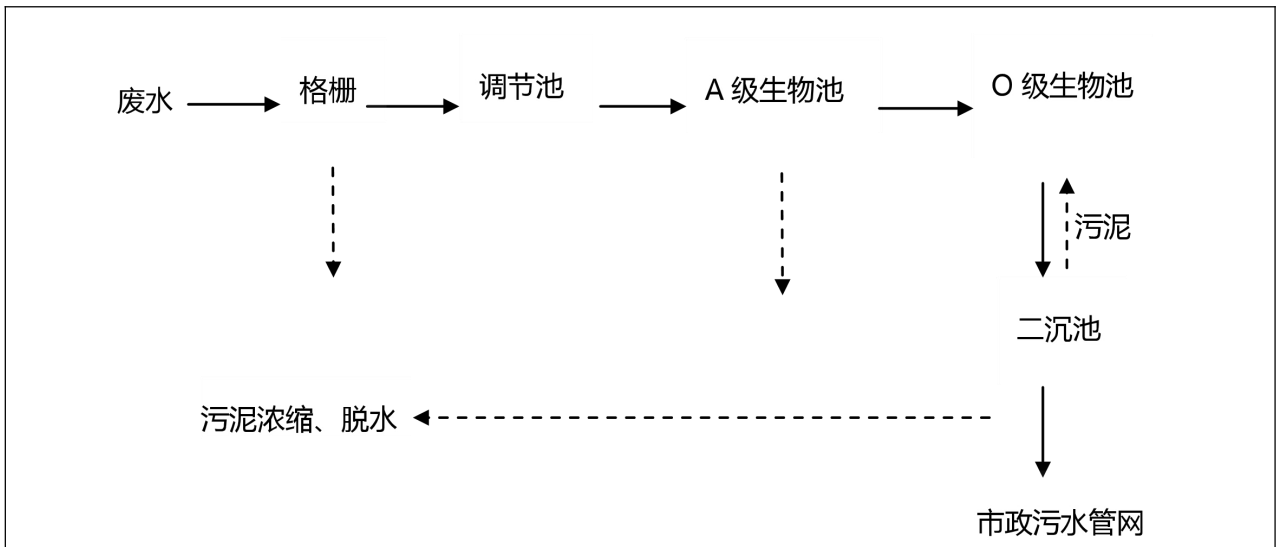 废水
格栅
调节池
A 级生物池
O 级生物池
污泥
二沉池
污泥浓缩、脱水
市政污水管网